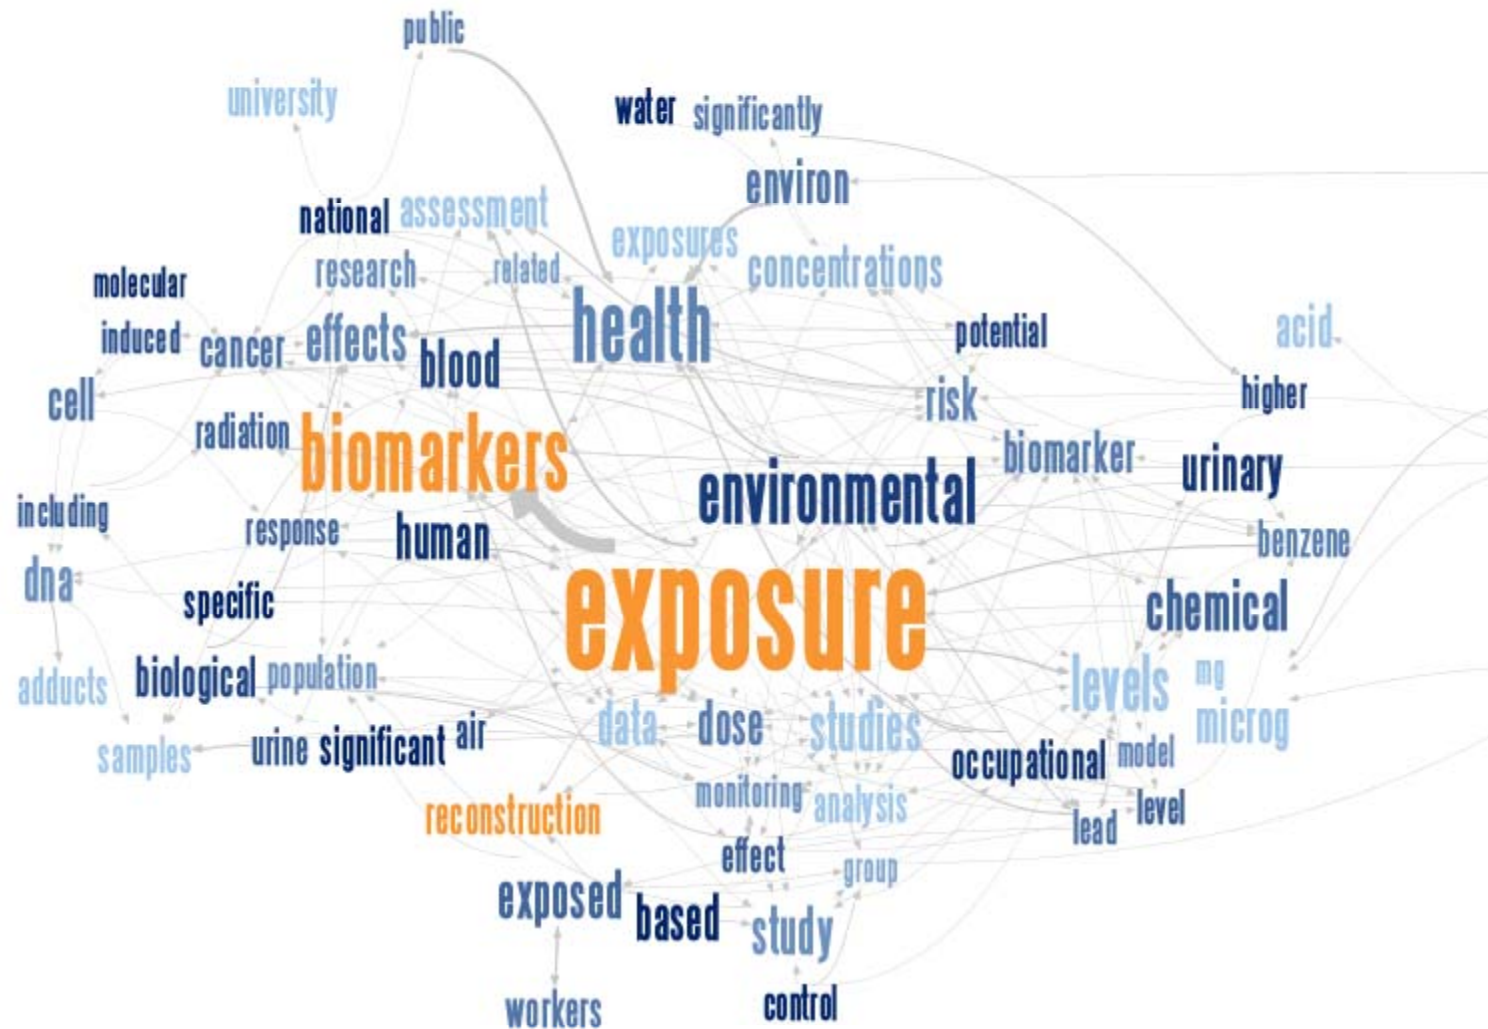 public
university
water significantly
environ
national assessment
exposures
research related concentrations
molecular
health
induced cancer effects potential acid
blood
cell risk higher
radiation biomarkers biomarker
urinary
environmental
including response human benzene
dna
specific exposure chemical
adducts biological population levels mg
microg
samples urine significant air data dose studies
occupational model
reconstruction monitoring analysis lead level
effect group
exposed based study
workers control